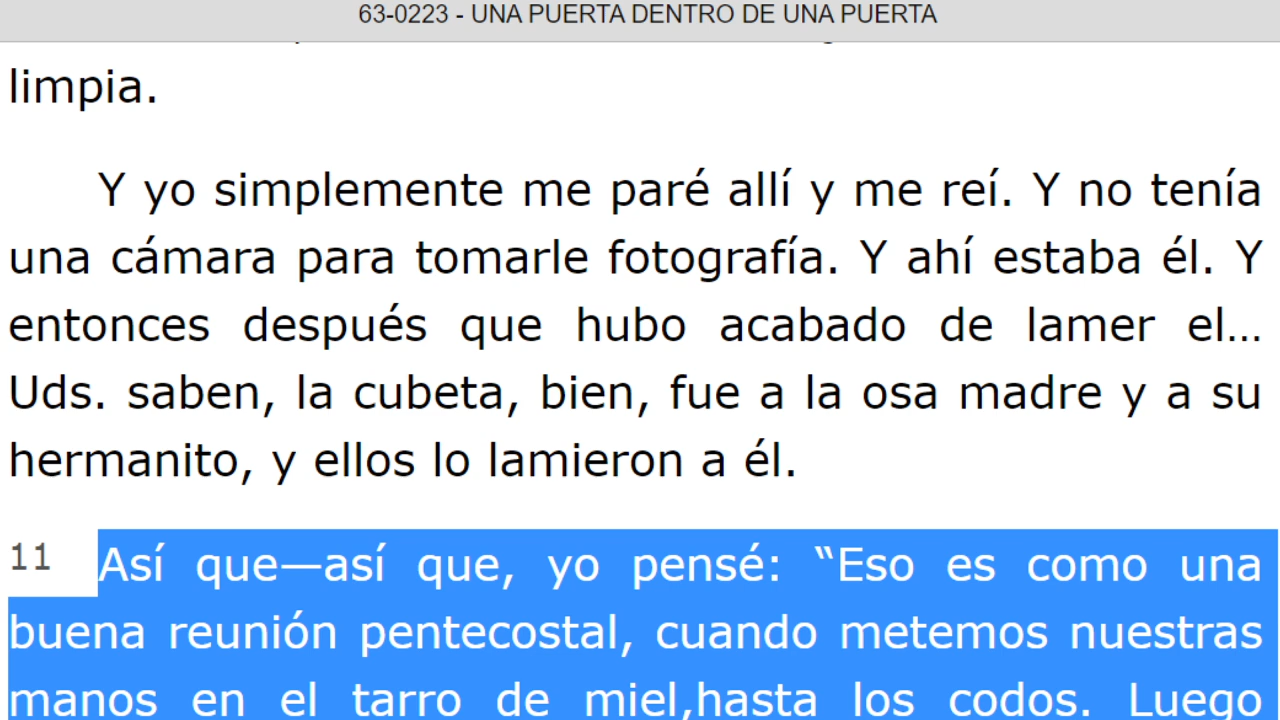 63-0223 - UNA PUERTA DENTRO DE UNA PUERTA
limpia.
Y yo simplemente me paré allí y me reí. Y no tenía
una cámara para tomarle fotografía. Y ahí estaba él. Y
entonces después que hubo acabado de lamer el…
Uds. saben, la cubeta, bien, fue a la osa madre y a su
hermanito, y ellos lo lamieron a él.
11 Así que—así que, yo pensé: “Eso es como una
buena reunión pentecostal, cuando metemos nuestras
manos en el tarro de miel,hasta los codos. Luego